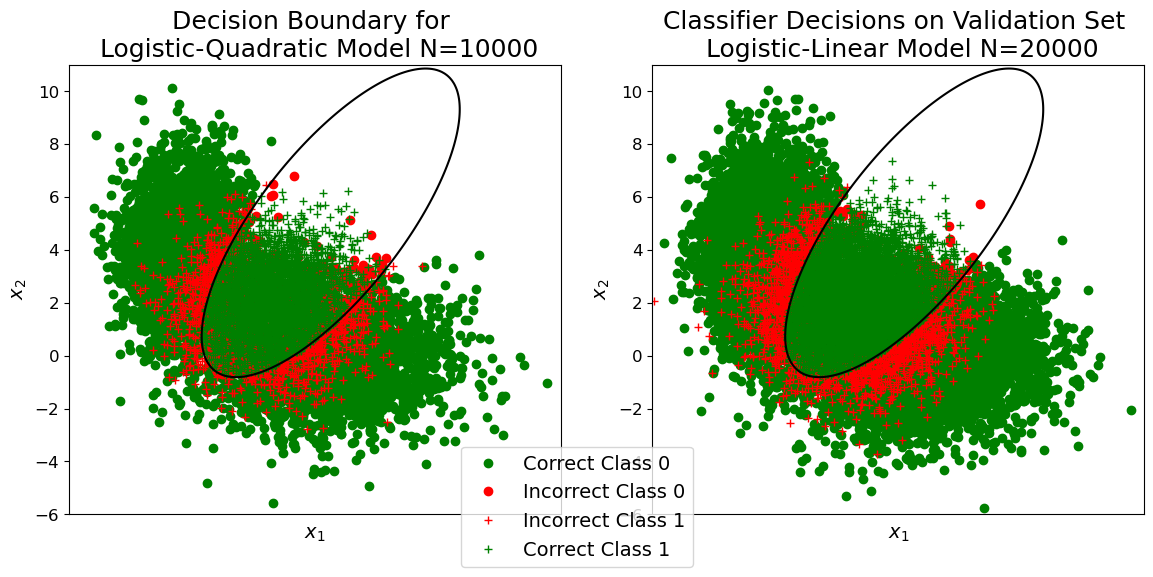 Decision Boundary for
Logistic-Quadratic Model N=10000
Classifier Decisions on Validation Set
Logistic-Linear Model N=20000
10
8
6
4
2
0
−2
−4
−6
x₂
x₁
10
8
6
4
2
0
−2
x₂
x₁
Correct Class 0
Incorrect Class 0
Incorrect Class 1
Correct Class 1